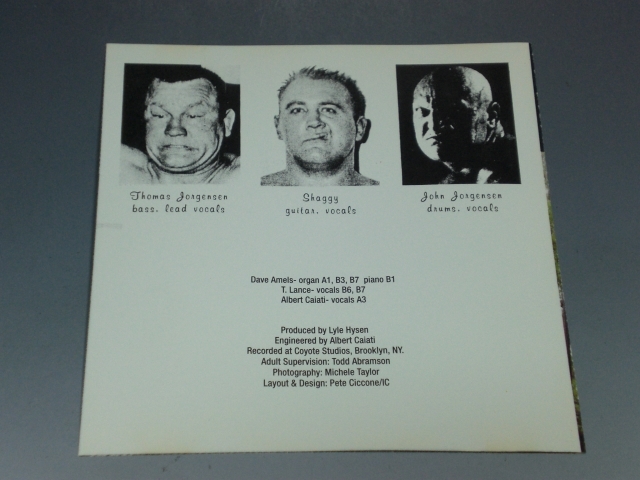 Thomas Jorgensen
bass, lead vocals
Shaggy
guitar, vocals
John Jorgensen
drums, vocals
Dave Amels- organ A1, B3, B7 piano B1
T. Lance- vocals B6, B7
Albert Caiati- vocals A3
Produced by Lyle Hysen
Engineered by Albert Caiati
Recorded at Coyote Studios, Brooklyn, NY.
Adult Supervision: Todd Abramson
Photography: Michele Taylor
Layout & Design: Pete Ciccone/IC